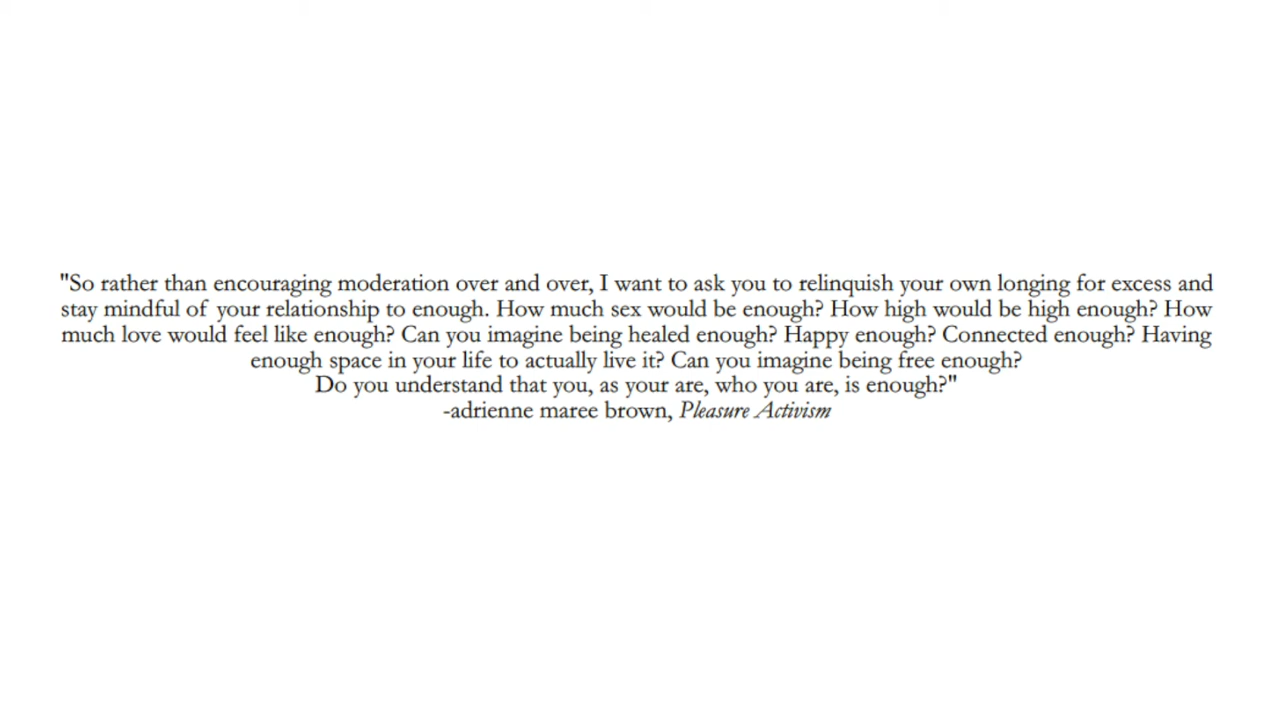 "So rather than encouraging moderation over and over, I want to ask you to relinquish your own longing for excess and
stay mindful of your relationship to enough. How much sex would be enough? How high would be high enough? How
much love would feel like enough? Can you imagine being healed enough? Happy enough? Connected enough? Having
enough space in your life to actually live it? Can you imagine being free enough?
Do you understand that you, as your are, who you are, is enough?"
-adrienne maree brown, Pleasure Activism